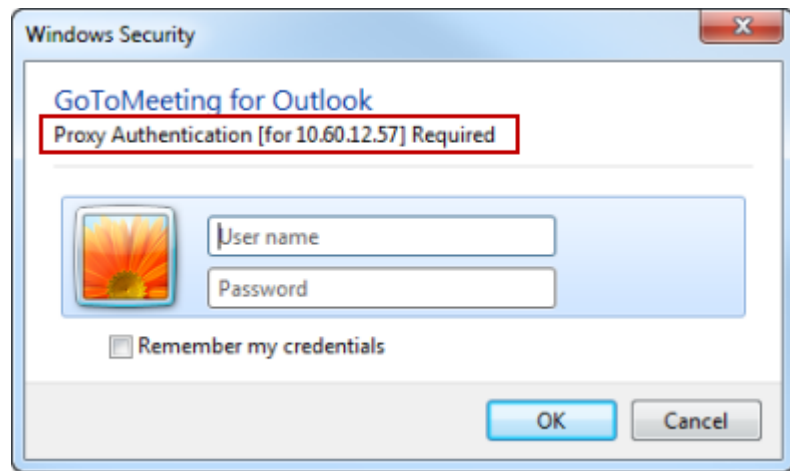 Windows Security
GoToMeeting for Outlook
Proxy Authentication [for 10.60.12.57] Required
User name
Password
Remember my credentials
OK
Cancel